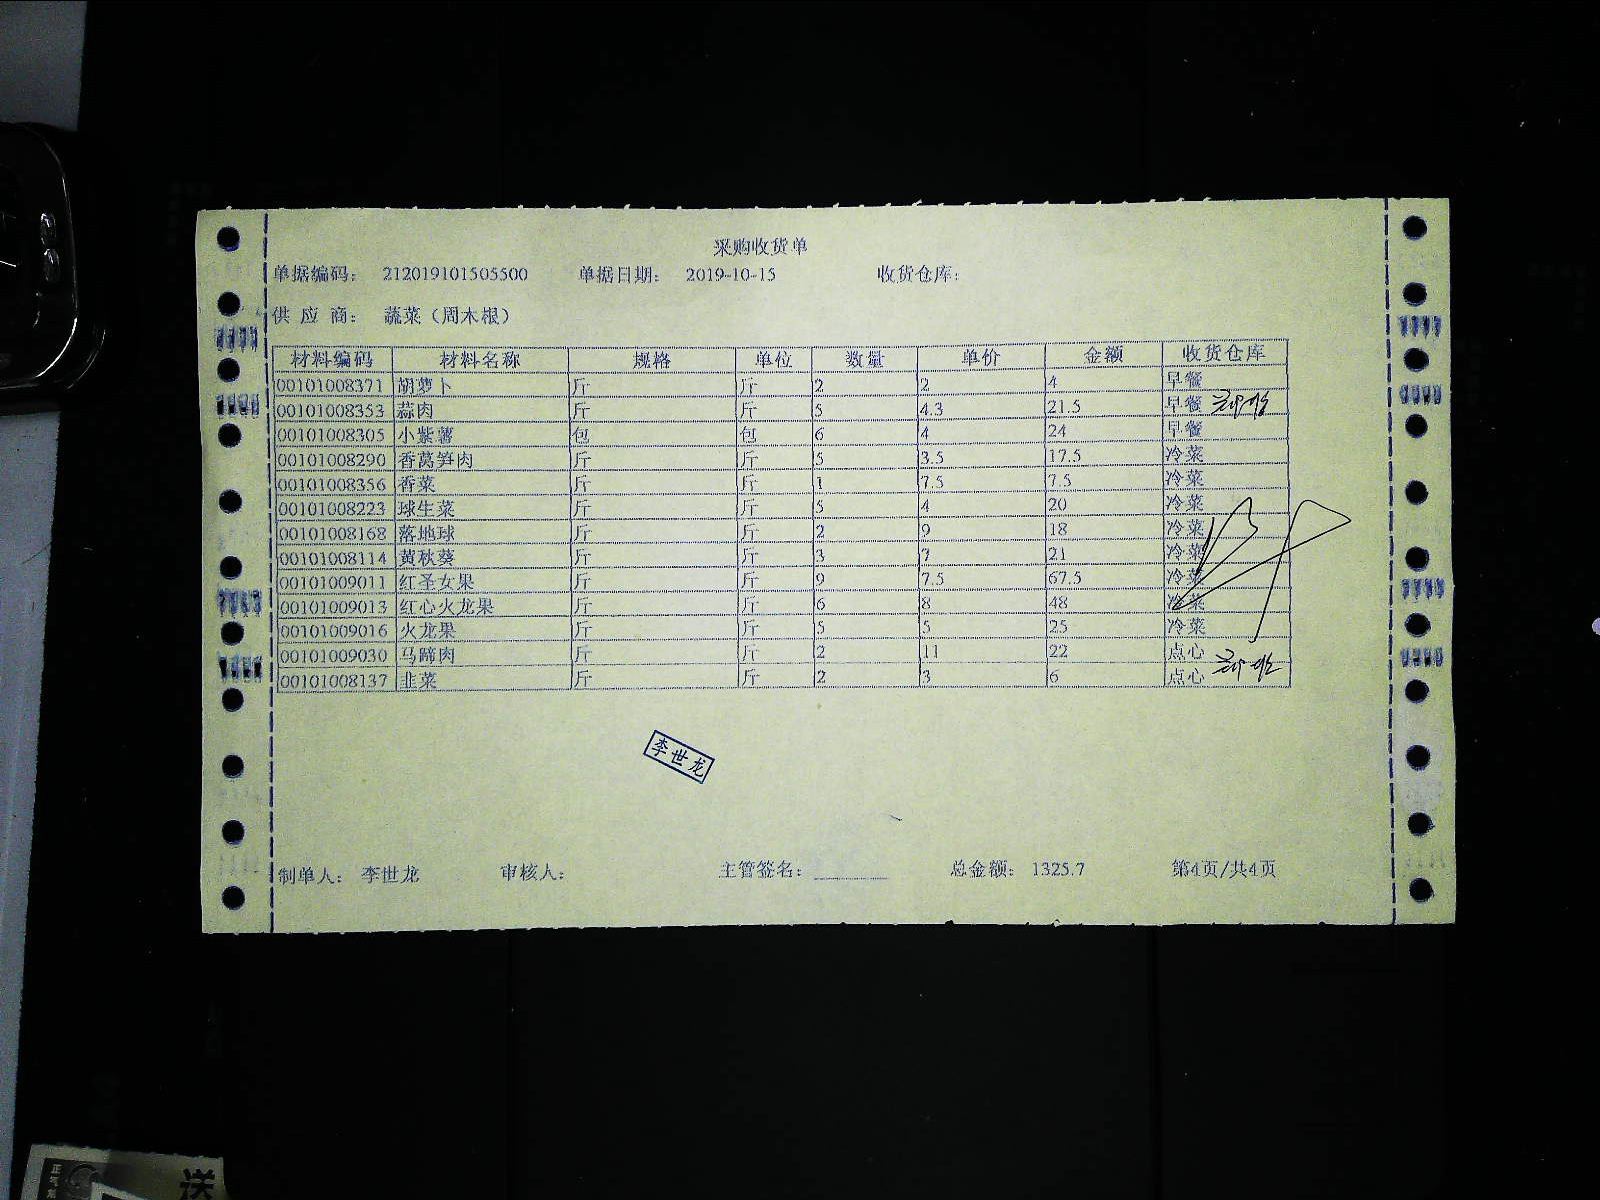 采购收货单
单据编码： 212019101505500 单据日期： 2019-10-15 收货仓库：
供 应 商： 蔬菜（周木根）
材料编码 材料名称 规格 单位 数量 单价 金额 收货仓库
00101008371 胡萝卜 斤 斤 2 2 4 早餐
00101008353 蒜肉 斤 斤 5 4.3 21.5 早餐
00101008305 小紫薯 包 包 6 4 24 早餐
00101008290 香莴笋肉 斤 斤 5 3.5 17.5 冷菜
00101008356 香菜 斤 斤 1 7.5 7.5 冷菜
00101008223 球生菜 斤 斤 5 4 20 冷菜
00101008168 落地球 斤 斤 2 9 18 冷菜
00101008114 黄秋葵 斤 斤 3 7 21 冷菜
00101009011 红圣女果 斤 斤 9 7.5 67.5 冷菜
00101009013 红心火龙果 斤 斤 6 8 48 冷菜
00101009016 火龙果 斤 斤 5 5 25 冷菜
00101009030 马蹄肉 斤 斤 2 11 22 点心
00101008137 韭菜 斤 斤 2 3 6 点心
李世龙
制单人： 李世龙 审核人： 主管签名： 总金额： 1325.7 第4页/共4页
送